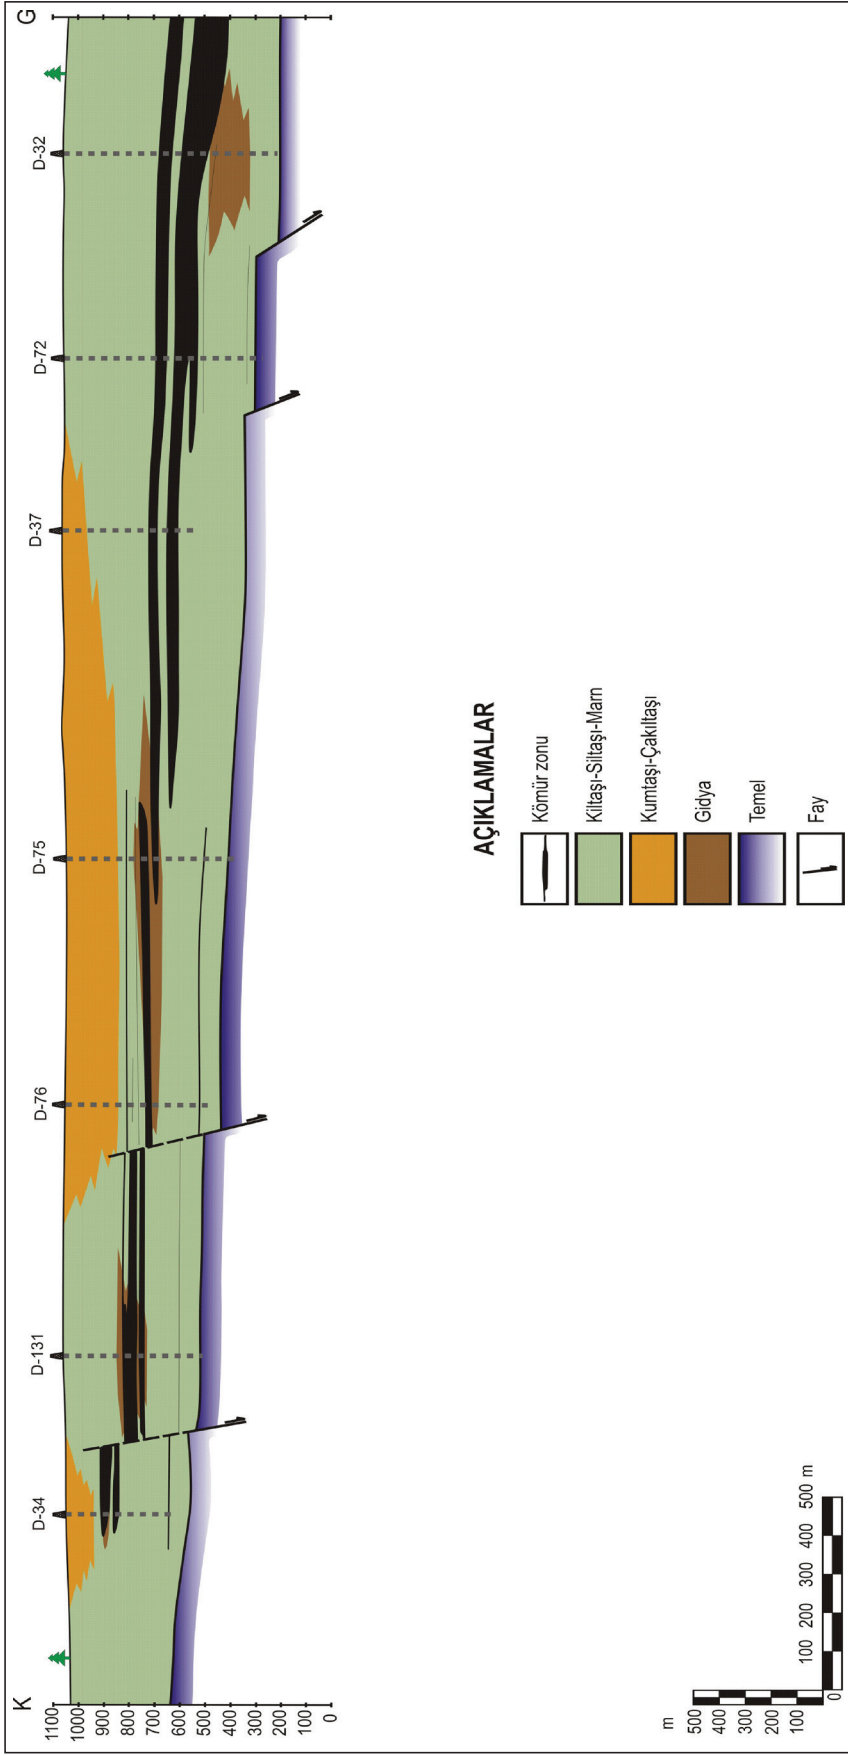 K
G
D-34
D-131
D-76
D-75
D-37
D-72
D-32
1100
1000
900
800
700
600
500
400
300
200
100
0
AÇIKLAMALAR
Kömür zonu
Kiltaşı-Siltaşı-Marn
Kumtaşı-Çakıltaşı
Gidya
Temel
Fay
m
500
400
300
200
100
0
100 200 300 400 500 m